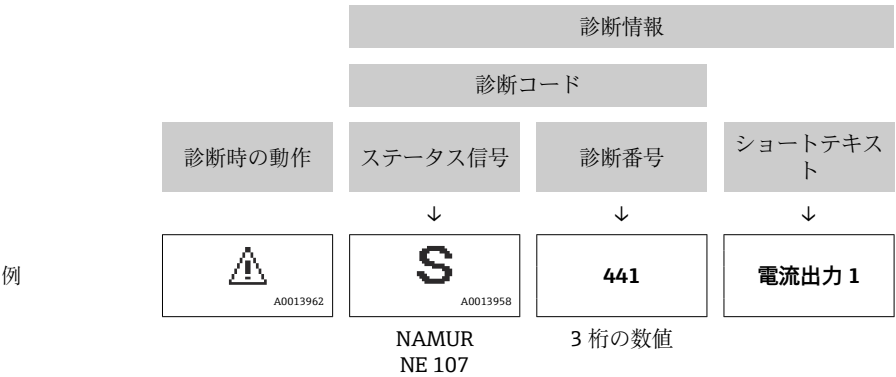 診断情報
診断コード
診断時の動作 ステータス信号 診断番号 ショートテキス
ト
↓ ↓ ↓
例 S 441 電流出力 1
A0013962 A0013958
NAMUR 3 桁の数値
NE 107